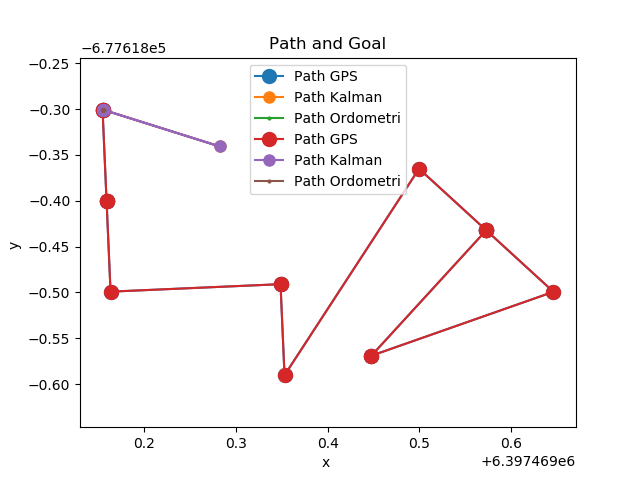 Path and Goal
−6.77618e5
−0.25
−0.30
−0.35
−0.40
−0.45
−0.50
−0.55
−0.60
y
Path GPS
Path Kalman
Path Ordometri
Path GPS
Path Kalman
Path Ordometri
0.2 0.3 0.4 0.5 0.6
x
+6.397469e6